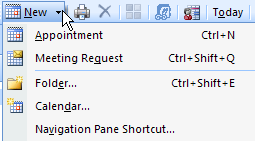 New Today
Appointment Ctrl+N
Meeting Request Ctrl+Shift+Q
Folder... Ctrl+Shift+E
Calendar...
Navigation Pane Shortcut...